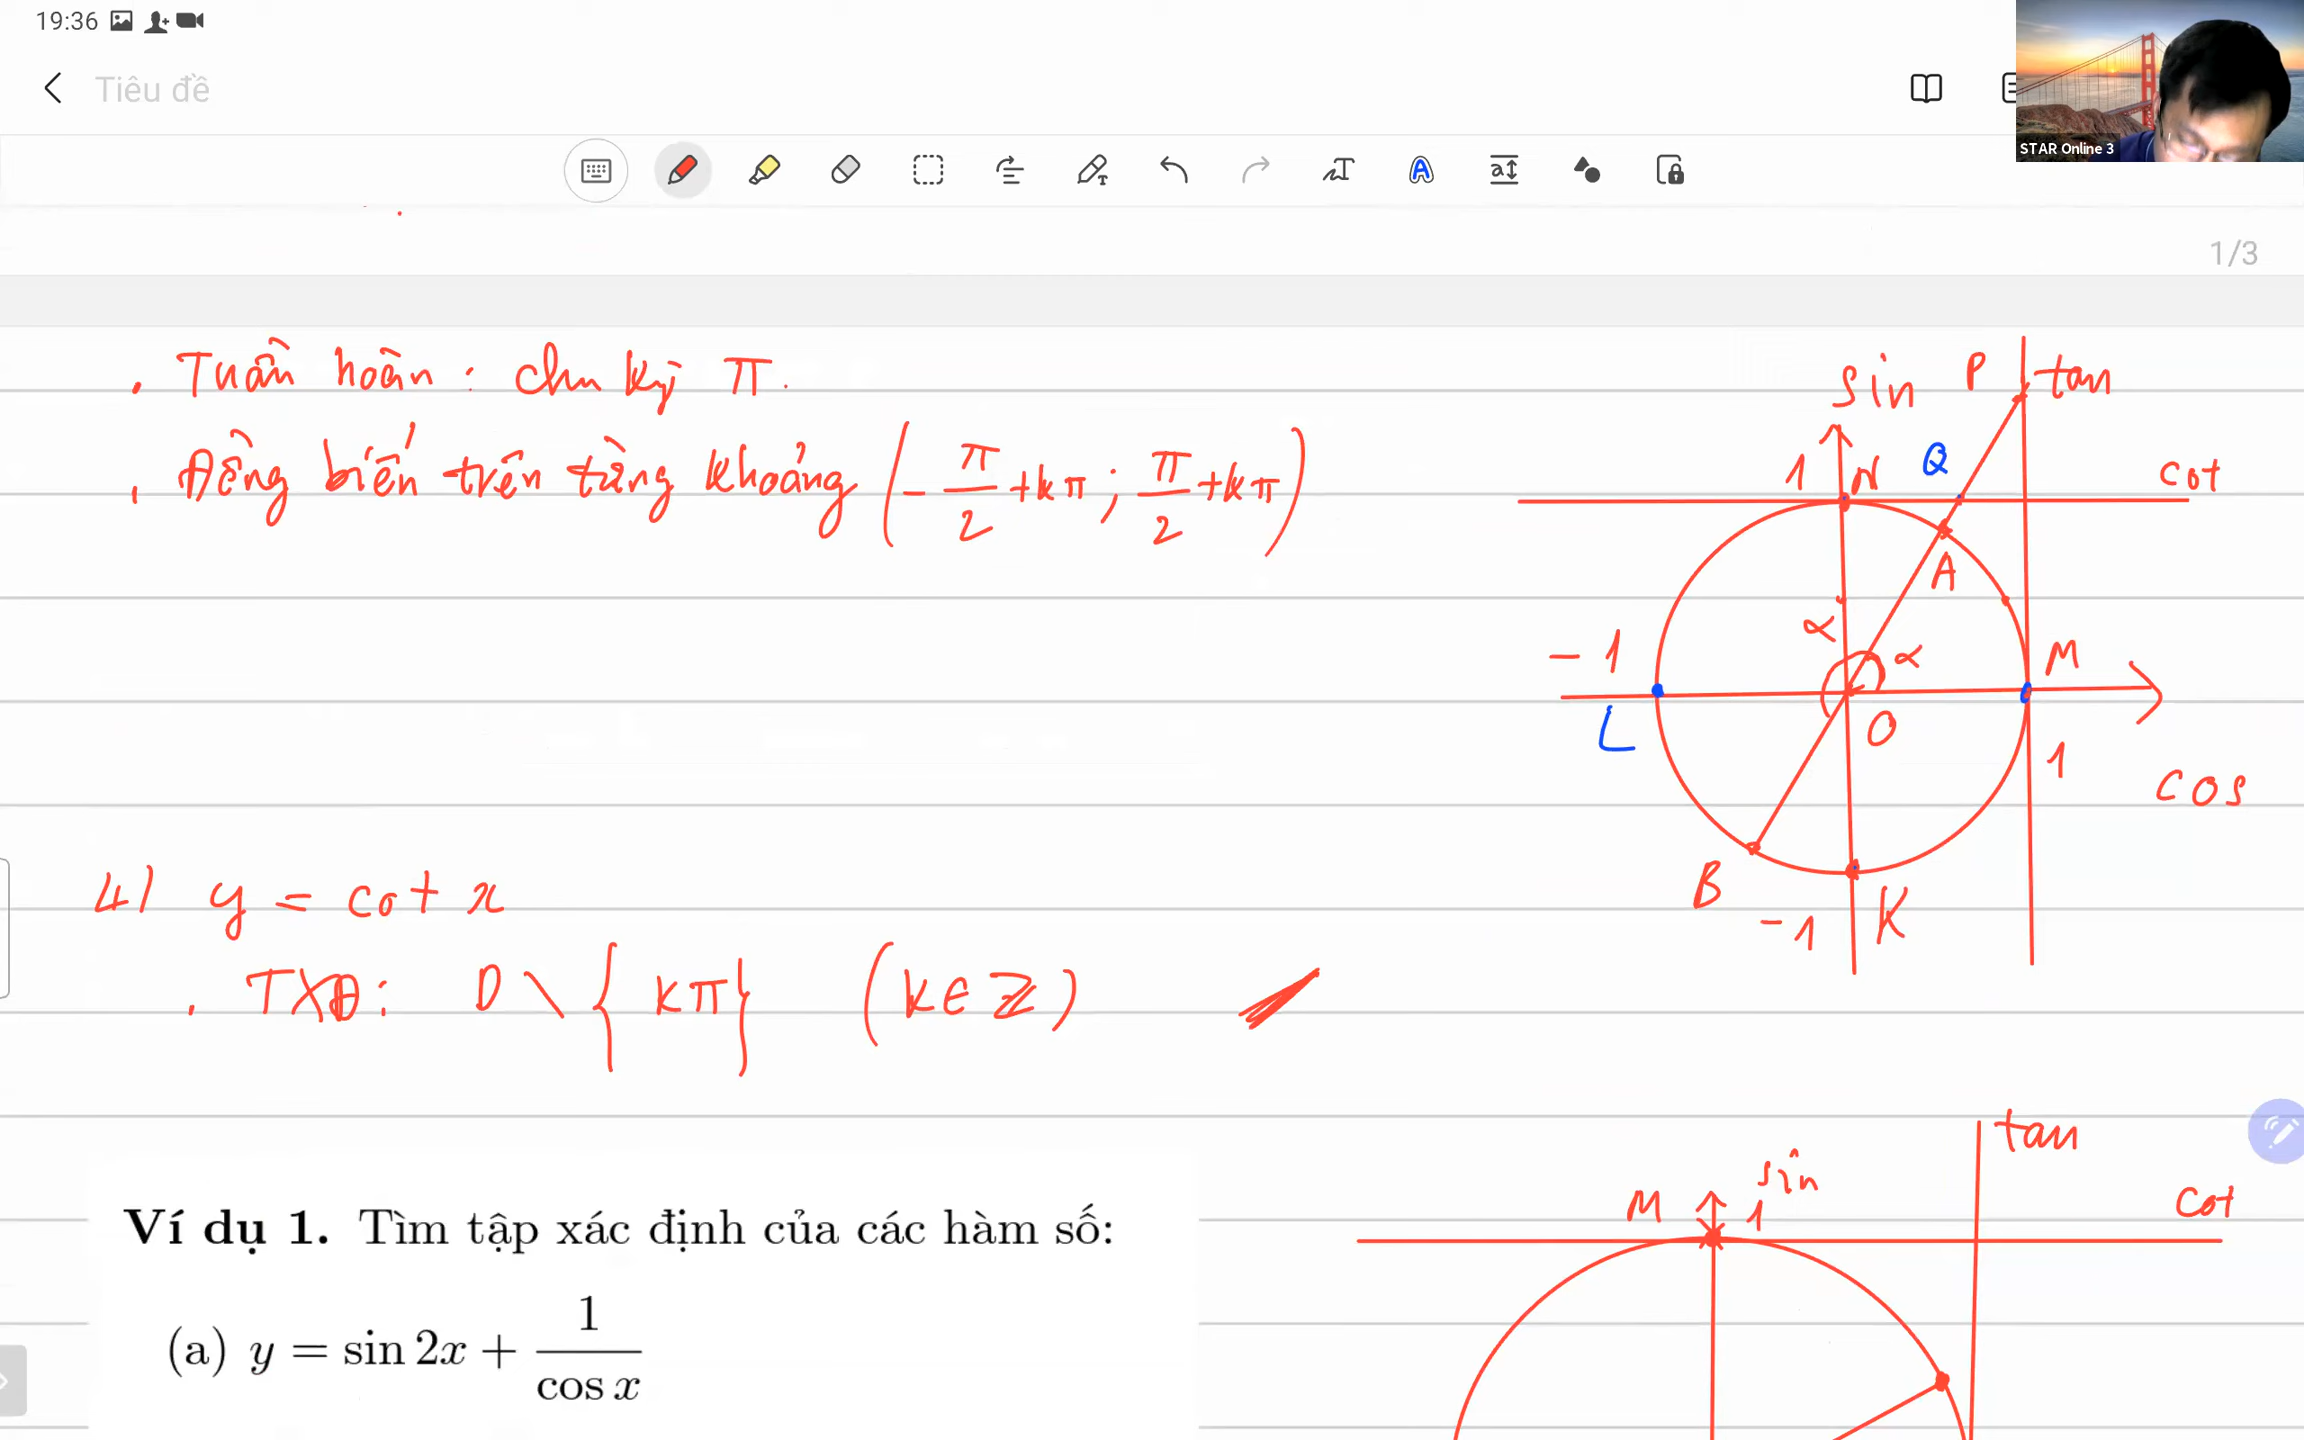 19:36
Tiêu đề
STAR Online 3
1/3
. Tuần hoàn : chu kỳ π.
. Đồng biến trên từng khoảng (-π/2 + kπ ; π/2 + kπ)
sin P tan
1 N Q cot
A
α α
-1 M
L O 1
cos
B -1 K
4) y = cot x
. TXĐ: D \ { kπ } (k ∈ ℤ)
tan
M sin 1 cot
Ví dụ 1. Tìm tập xác định của các hàm số:
(a) y = sin 2x + 1/cos x